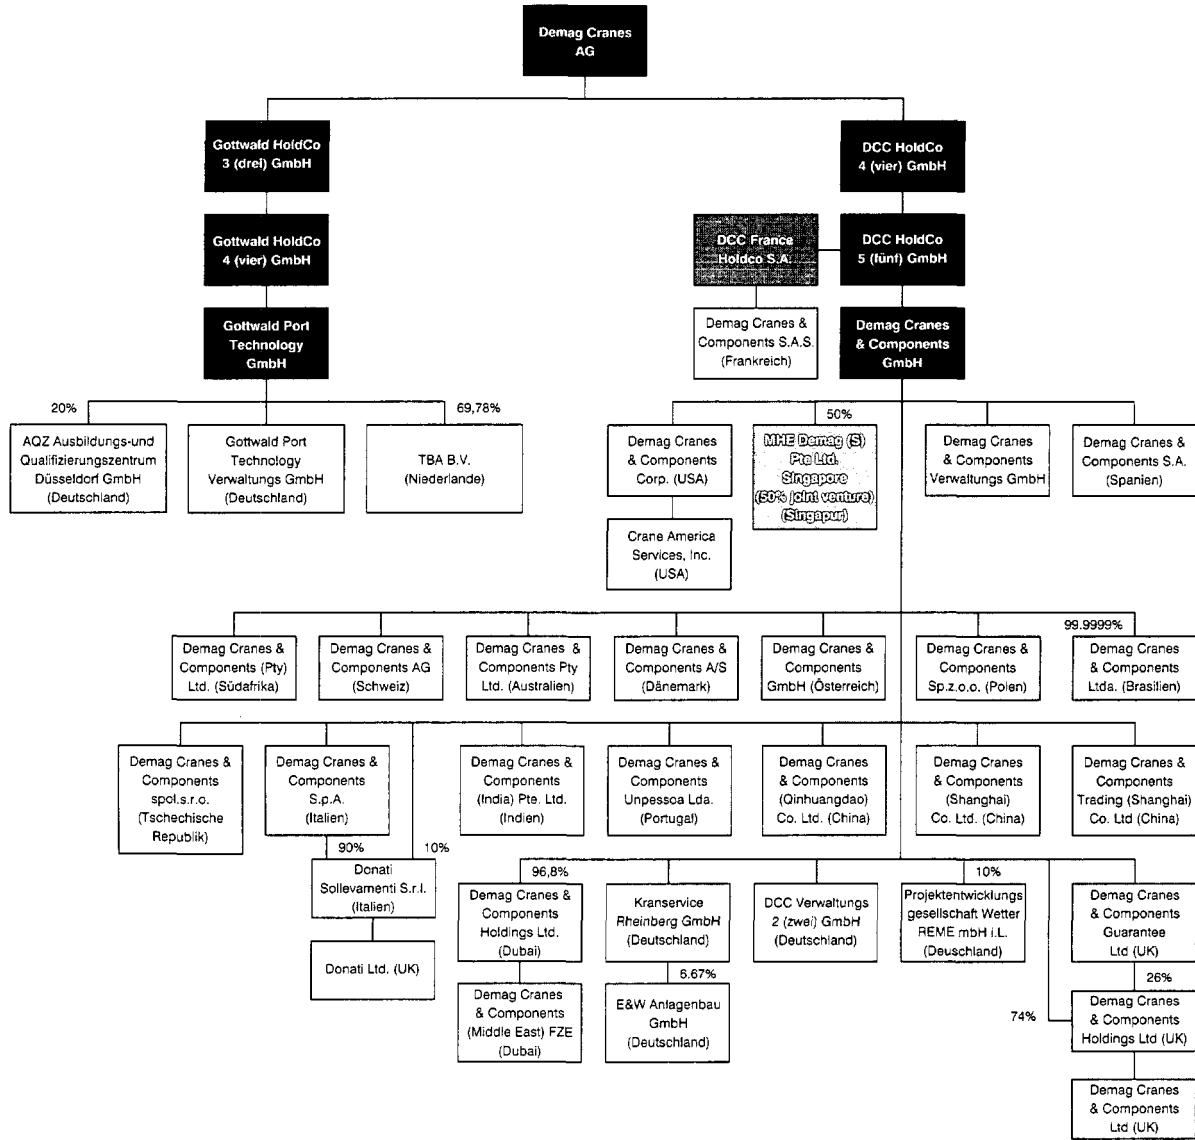 Demag Cranes
AG
Gottwald HoldCo
3 (drei) GmbH
DCC HoldCo
4 (vier) GmbH
Gottwald HoldCo
4 (vier) GmbH
DCC France
Holdco S.A.
DCC HoldCo
5 (fünf) GmbH
Gottwald Port
Technology
GmbH
Demag Cranes &
Components S.A.S.
(Frankreich)
Demag Cranes
& Components
GmbH
20%
AQZ Ausbildungs-und
Qualifizierungszentrum
Düsseldorf GmbH
(Deutschland)
Gottwald Port
Technology
Verwaltungs GmbH
(Deutschland)
69,78%
TBA B.V.
(Niederlande)
Demag Cranes
& Components
Corp. (USA)
50%
MHE Demag (S)
Pte Ltd.
Singapore
(50% joint venture)
(Singapur)
Demag Cranes
& Components
Verwaltungs GmbH
Demag Cranes &
Components S.A.
(Spanien)
Crane America
Services, Inc.
(USA)
Demag Cranes &
Components (Pty)
Ltd. (Südafrika)
Demag Cranes &
Components AG
(Schweiz)
Demag Cranes &
Components Pty
Ltd. (Australien)
Demag Cranes &
Components A/S
(Dänemark)
Demag Cranes &
Components
GmbH (Österreich)
Demag Cranes &
Components
Sp.z.o.o. (Polen)
99.9999%
Demag Cranes
& Components
Ltda. (Brasilien)
Demag Cranes &
Components
spol.s.r.o.
(Tschechische
Republik)
Demag Cranes &
Components
S.p.A.
(Italien)
Demag Cranes &
Components
(India) Pte. Ltd.
(Indien)
Demag Cranes
& Components
Unpessoa Lda.
(Portugal)
Demag Cranes
& Components
(Qinhuangdao)
Co. Ltd. (China)
Demag Cranes
& Components
(Shanghai)
Co. Ltd. (China)
Demag Cranes
& Components
Trading (Shanghai)
Co. Ltd (China)
90%
10%
Donati
Sollevamenti S.r.l.
(Italien)
Donati Ltd. (UK)
96,8%
Demag Cranes &
Components
Holdings Ltd.
(Dubai)
Kranservice
Rheinberg GmbH
(Deutschland)
DCC Verwaltungs
2 (zwei) GmbH
(Deutschland)
10%
Projektentwicklungs
gesellschaft Wetter
REME mbH i.L.
(Deuschland)
Demag Cranes
& Components
Guarantee
Ltd (UK)
Demag Cranes
& Components
(Middle East) FZE
(Dubai)
6.67%
E&W Anlagenbau
GmbH
(Deutschland)
26%
74%
Demag Cranes
& Components
Holdings Ltd (UK)
Demag Cranes
& Components
Ltd (UK)